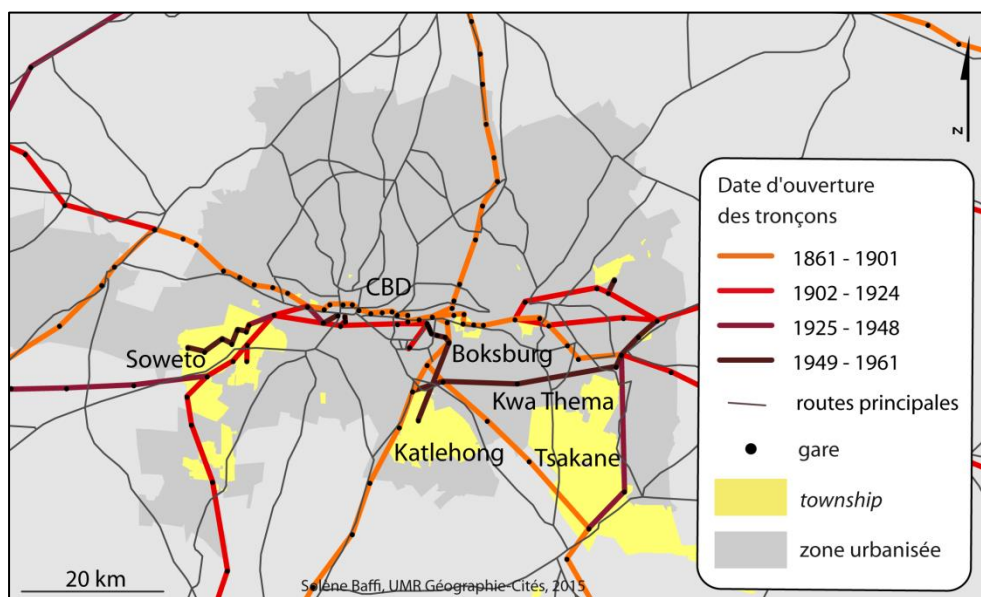 N
CBD
Soweto
Boksburg
Kwa Thema
Katlehong
Tsakane
Date d'ouverture
des tronçons
1861 - 1901
1902 - 1924
1925 - 1948
1949 - 1961
routes principales
gare
township
zone urbanisée
20 km
Solène Baffi, UMR Géographie-Cités, 2015